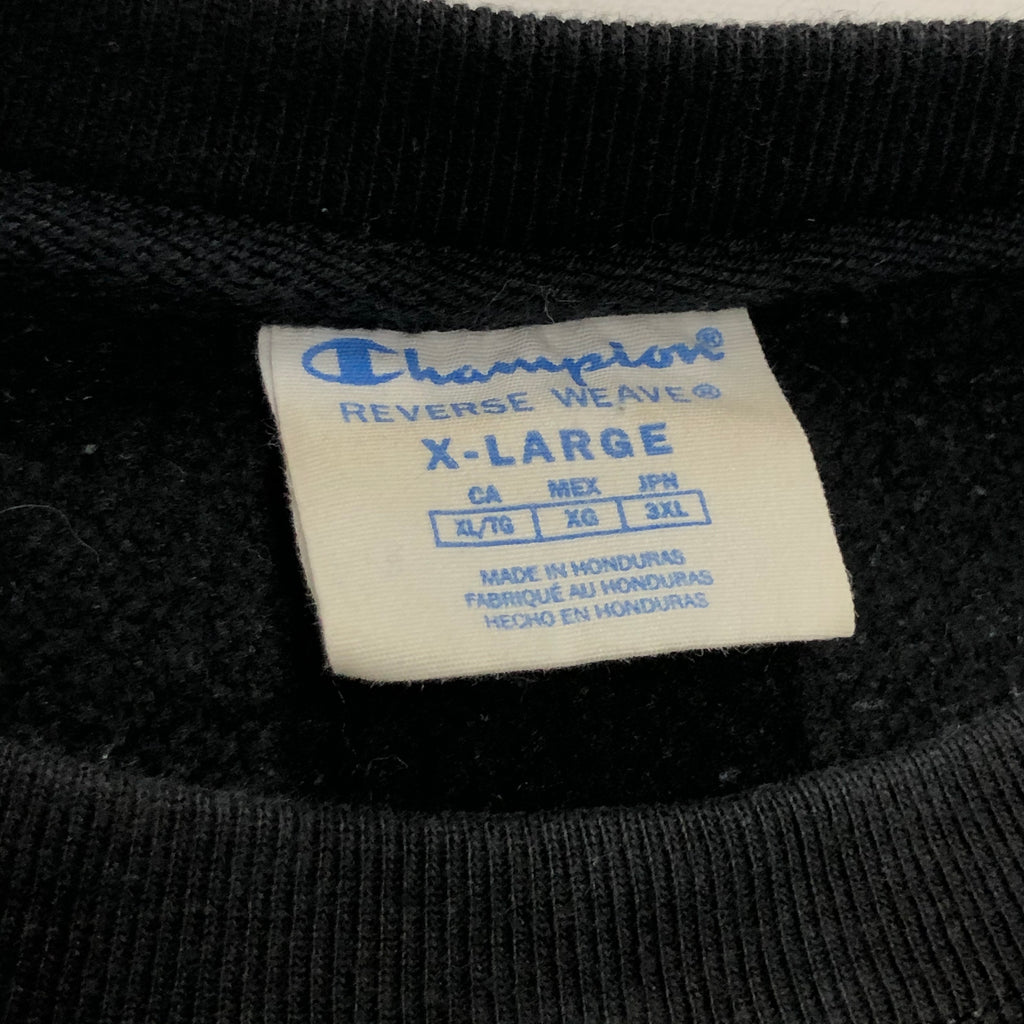 Champion®
REVERSE WEAVE®
X-LARGE
CA MEX JPN
XL/TG XG 3XL
MADE IN HONDURAS
FABRIQUÉ AU HONDURAS
HECHO EN HONDURAS